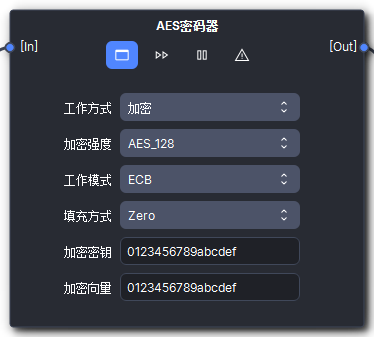 AES密码器
[In]
[Out]
工作方式 加密
加密强度 AES_128
工作模式 ECB
填充方式 Zero
加密密钥 0123456789abcdef
加密向量 0123456789abcdef